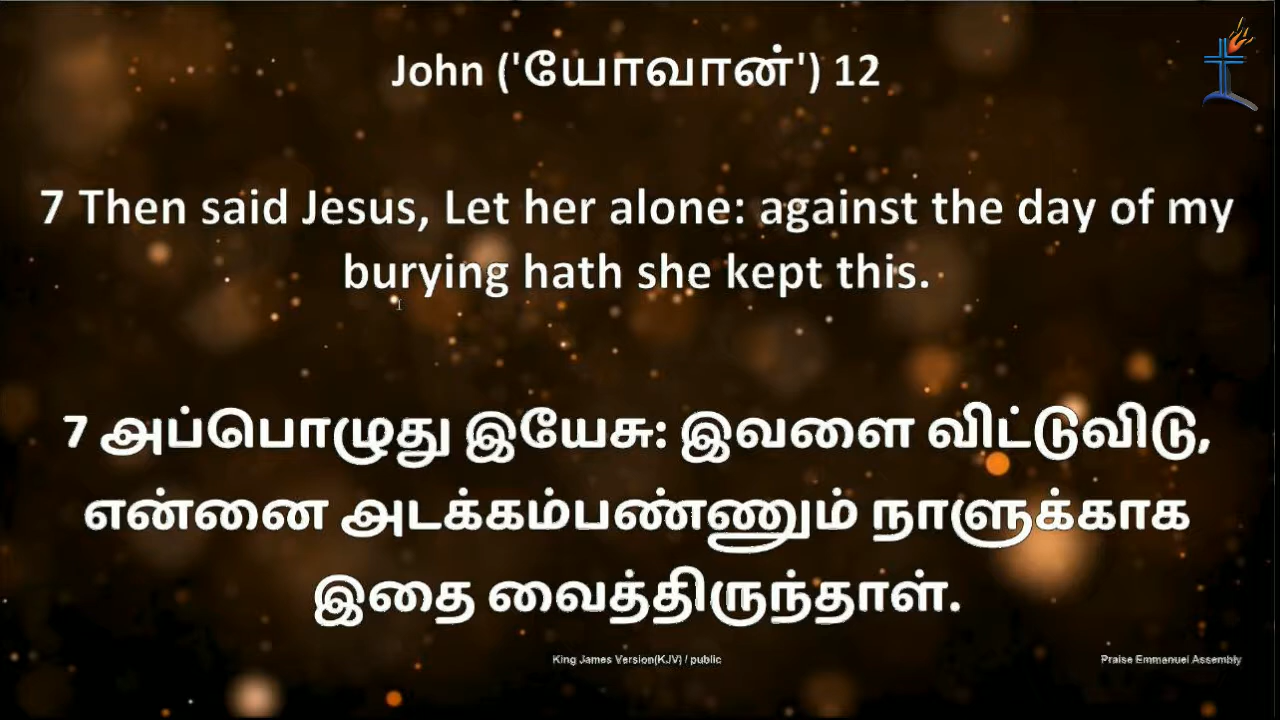 John ('யோவான்') 12
7 Then said Jesus, Let her alone: against the day of my
burying hath she kept this.
7 அப்பொழுது இயேசு: இவளை விட்டுவிடு,
என்னை அடக்கம்பண்ணும் நாளுக்காக
இதை வைத்திருந்தாள்.
King James Version(KJV) / public
Praise Emmanuel Assembly